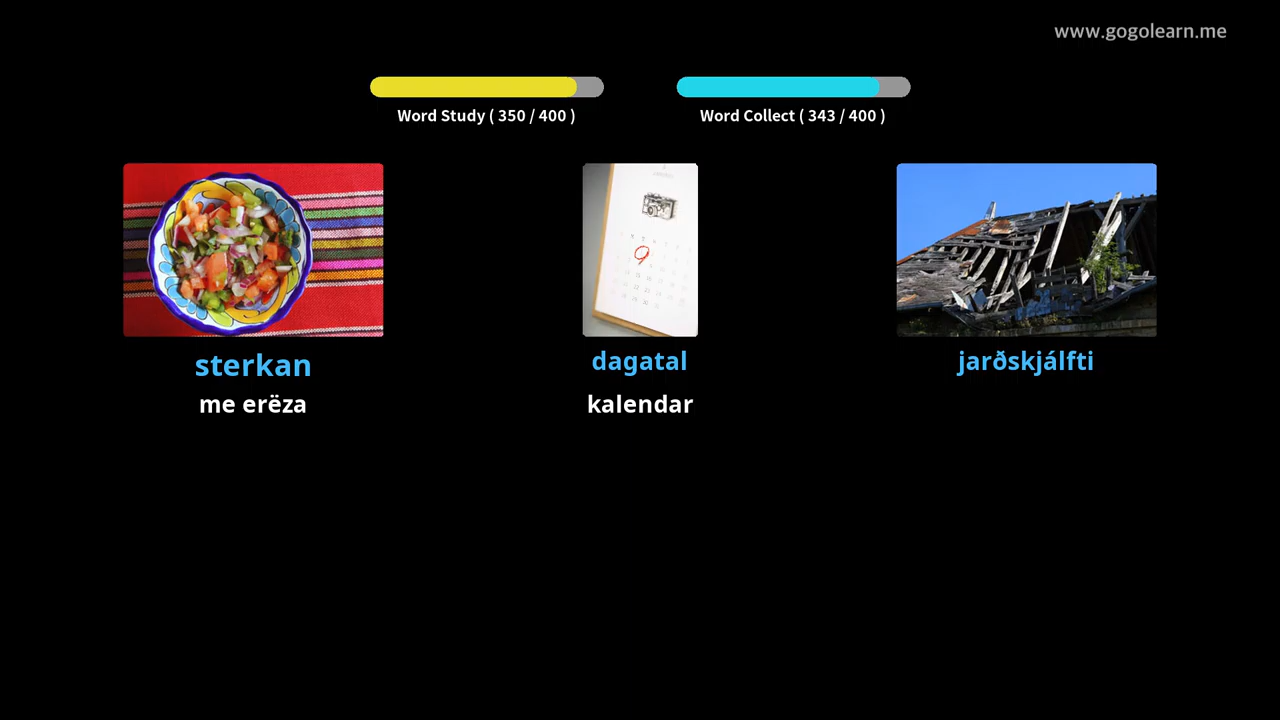 www.gogolearn.me
Word Study ( 350 / 400 )
Word Collect ( 343 / 400 )
sterkan
dagatal
jarðskjálfti
me erëza
kalendar